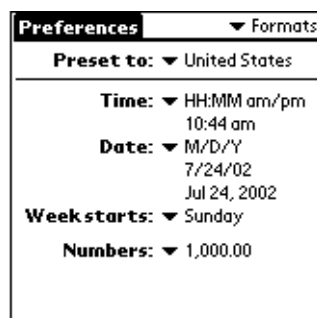 Preferences Formats
Preset to: United States
Time: HH:MM am/pm
10:44 am
Date: M/D/Y
7/24/02
Jul 24, 2002
Week starts: Sunday
Numbers: 1,000.00